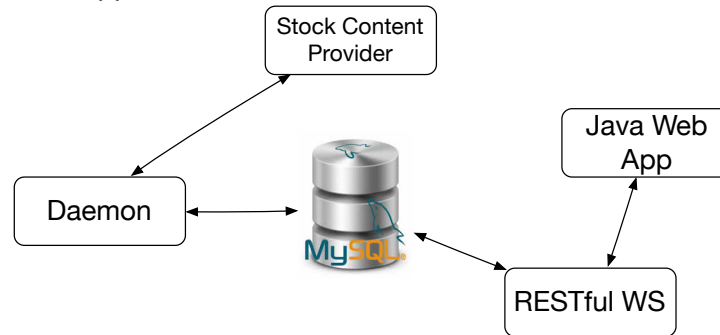 Stock Content
Provider
Java Web
App
Daemon
MySQL
RESTful WS